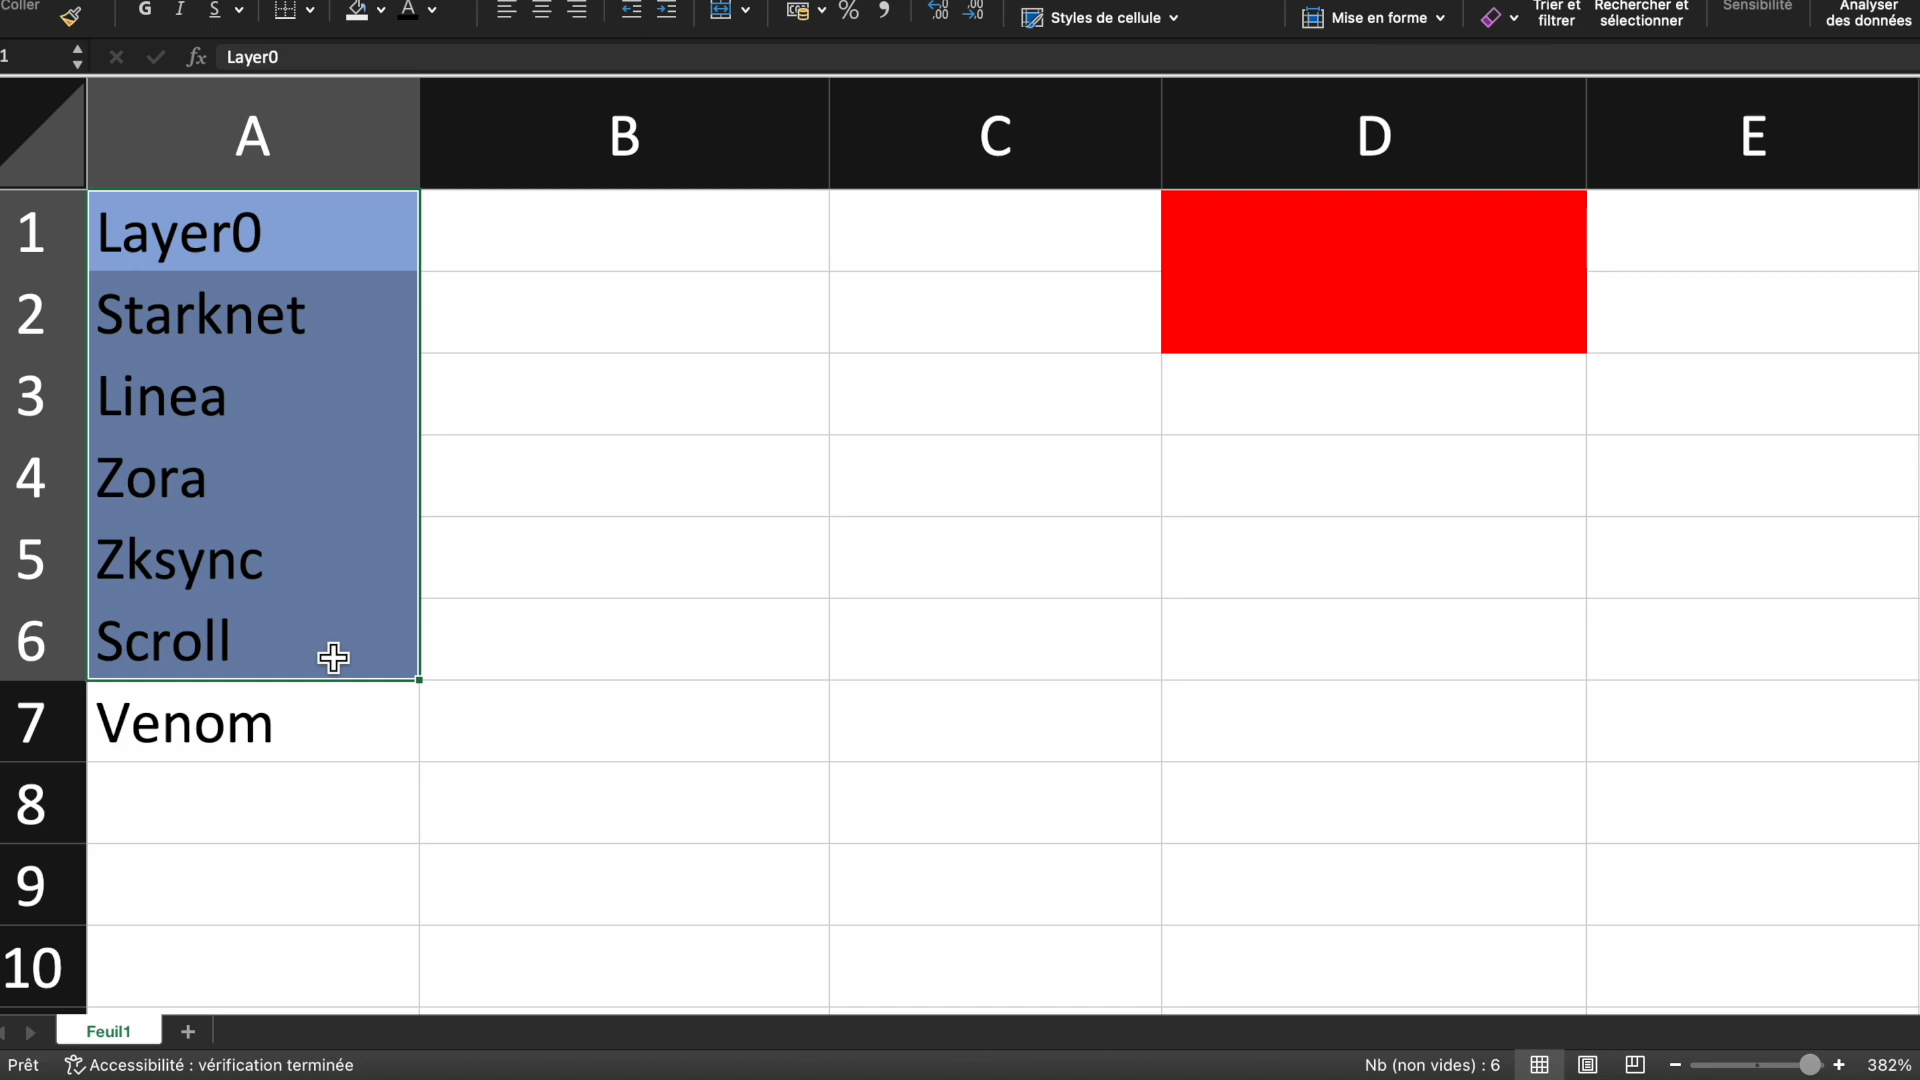 Coller
G I S A % , ,00 ,00
Styles de cellule
Mise en forme
Trier et
filtrer
Rechercher et
sélectionner
Sensibilité
Analyser
des données
1
fx Layer0
A B C D E
1 Layer0
2 Starknet
3 Linea
4 Zora
5 Zksync
6 Scroll
7 Venom
8
9
10
Feuil1 +
Prêt Accessibilité : vérification terminée Nb (non vides) : 6 - + 382%